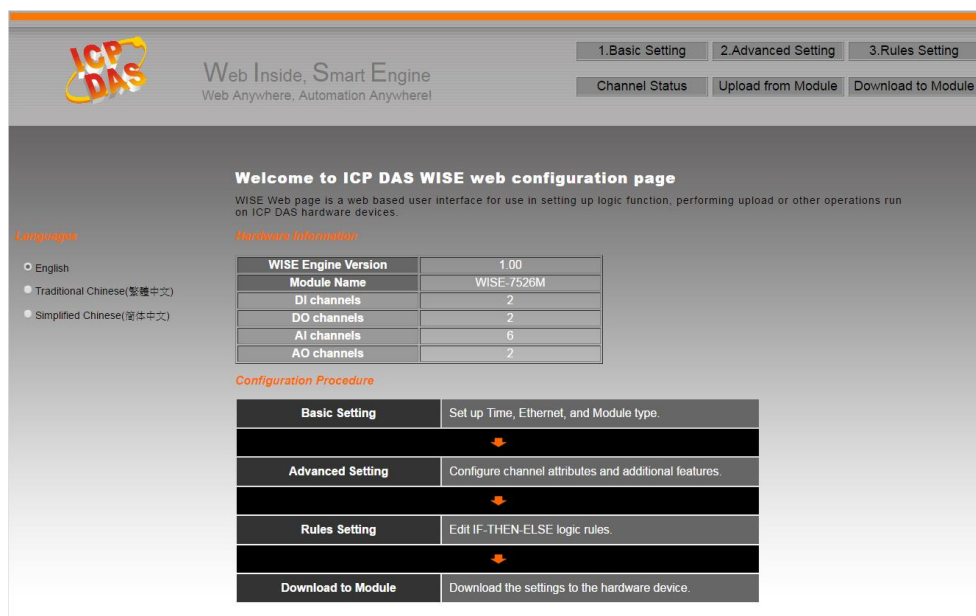 ICP
DAS
Web Inside, Smart Engine
Web Anywhere, Automation Anywhere!
1.Basic Setting
2.Advanced Setting
3.Rules Setting
Channel Status
Upload from Module
Download to Module
Welcome to ICP DAS WISE web configuration page
WISE Web page is a web based user interface for use in setting up logic function, performing upload or other operations run
on ICP DAS hardware devices.
Languages
English
Traditional Chinese(繁體中文)
Simplified Chinese(简体中文)
Hardware Information
WISE Engine Version 1.00
Module Name WISE-7526M
DI channels 2
DO channels 2
AI channels 6
AO channels 2
Configuration Procedure
Basic Setting Set up Time, Ethernet, and Module type.
Advanced Setting Configure channel attributes and additional features.
Rules Setting Edit IF-THEN-ELSE logic rules.
Download to Module Download the settings to the hardware device.